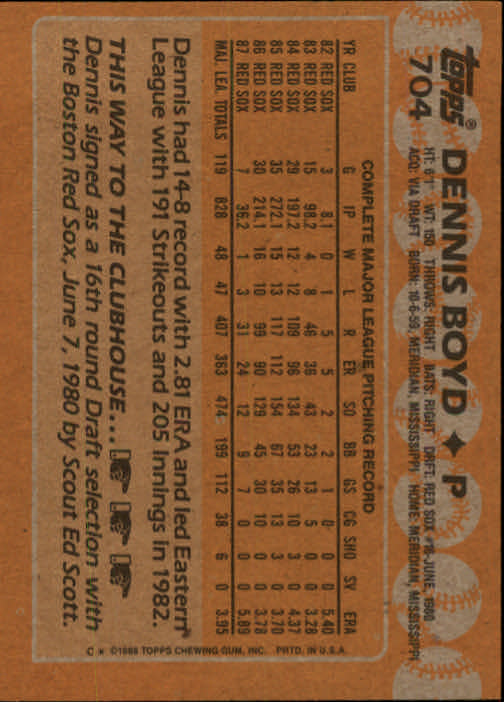 topps®
704
DENNIS BOYD ✦ P
HT: 6'1" WT: 150 THROWS: RIGHT BATS: RIGHT DRFT: RED SOX #16-JUNE, 1980
ACQ: VIA DRAFT BORN: 10-6-59, MERIDIAN, MISSISSIPPI HOME: MERIDIAN, MISSISSIPPI
COMPLETE MAJOR LEAGUE PITCHING RECORD
YR CLUB G IP W L R ER SO BB GS CG SHO SV ERA
82 RED SOX 3 8.1 0 1 5 5 2 2 1 0 0 0 5.40
83 RED SOX 15 98.2 4 8 46 36 43 23 13 5 0 0 3.28
84 RED SOX 29 197.2 12 12 109 96 134 53 26 10 3 0 4.37
85 RED SOX 35 272.1 15 13 117 112 154 67 35 13 3 0 3.70
86 RED SOX 30 214.1 16 10 99 90 129 45 30 10 0 0 3.78
87 RED SOX 7 36.2 1 3 31 24 12 9 7 0 0 0 5.89
MAJ. LEA. TOTALS 119 828 48 47 407 363 474 199 112 38 6 0 3.95
Dennis had 14-8 record with 2.81 ERA and led Eastern
League with 191 Strikeouts and 205 Innings in 1982.
THIS WAY TO THE CLUBHOUSE...
Dennis signed as a 16th round Draft selection with
the Boston Red Sox, June 7, 1980 by Scout Ed Scott.
C * ©1988 TOPPS CHEWING GUM, INC. PRTD. IN U.S.A.